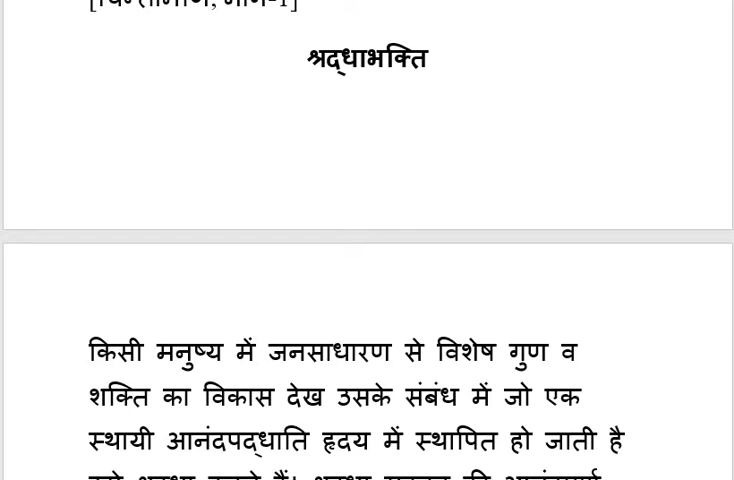 श्रद्धाभक्ति
किसी मनुष्य में जनसाधारण से विशेष गुण व
शक्ति का विकास देख उसके संबंध में जो एक
स्थायी आनंदपद्धाति हृदय में स्थापित हो जाती है